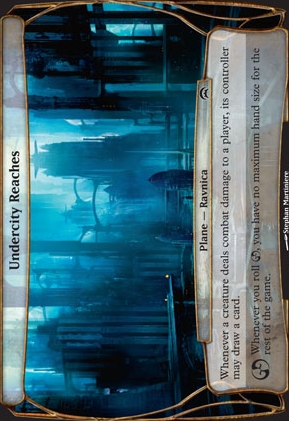 Undercity Reaches
Plane — Ravnica
Whenever a creature deals combat damage to a player, its controller
may draw a card.
Whenever you roll , you have no maximum hand size for the
rest of the game.
Stephan Martiniere